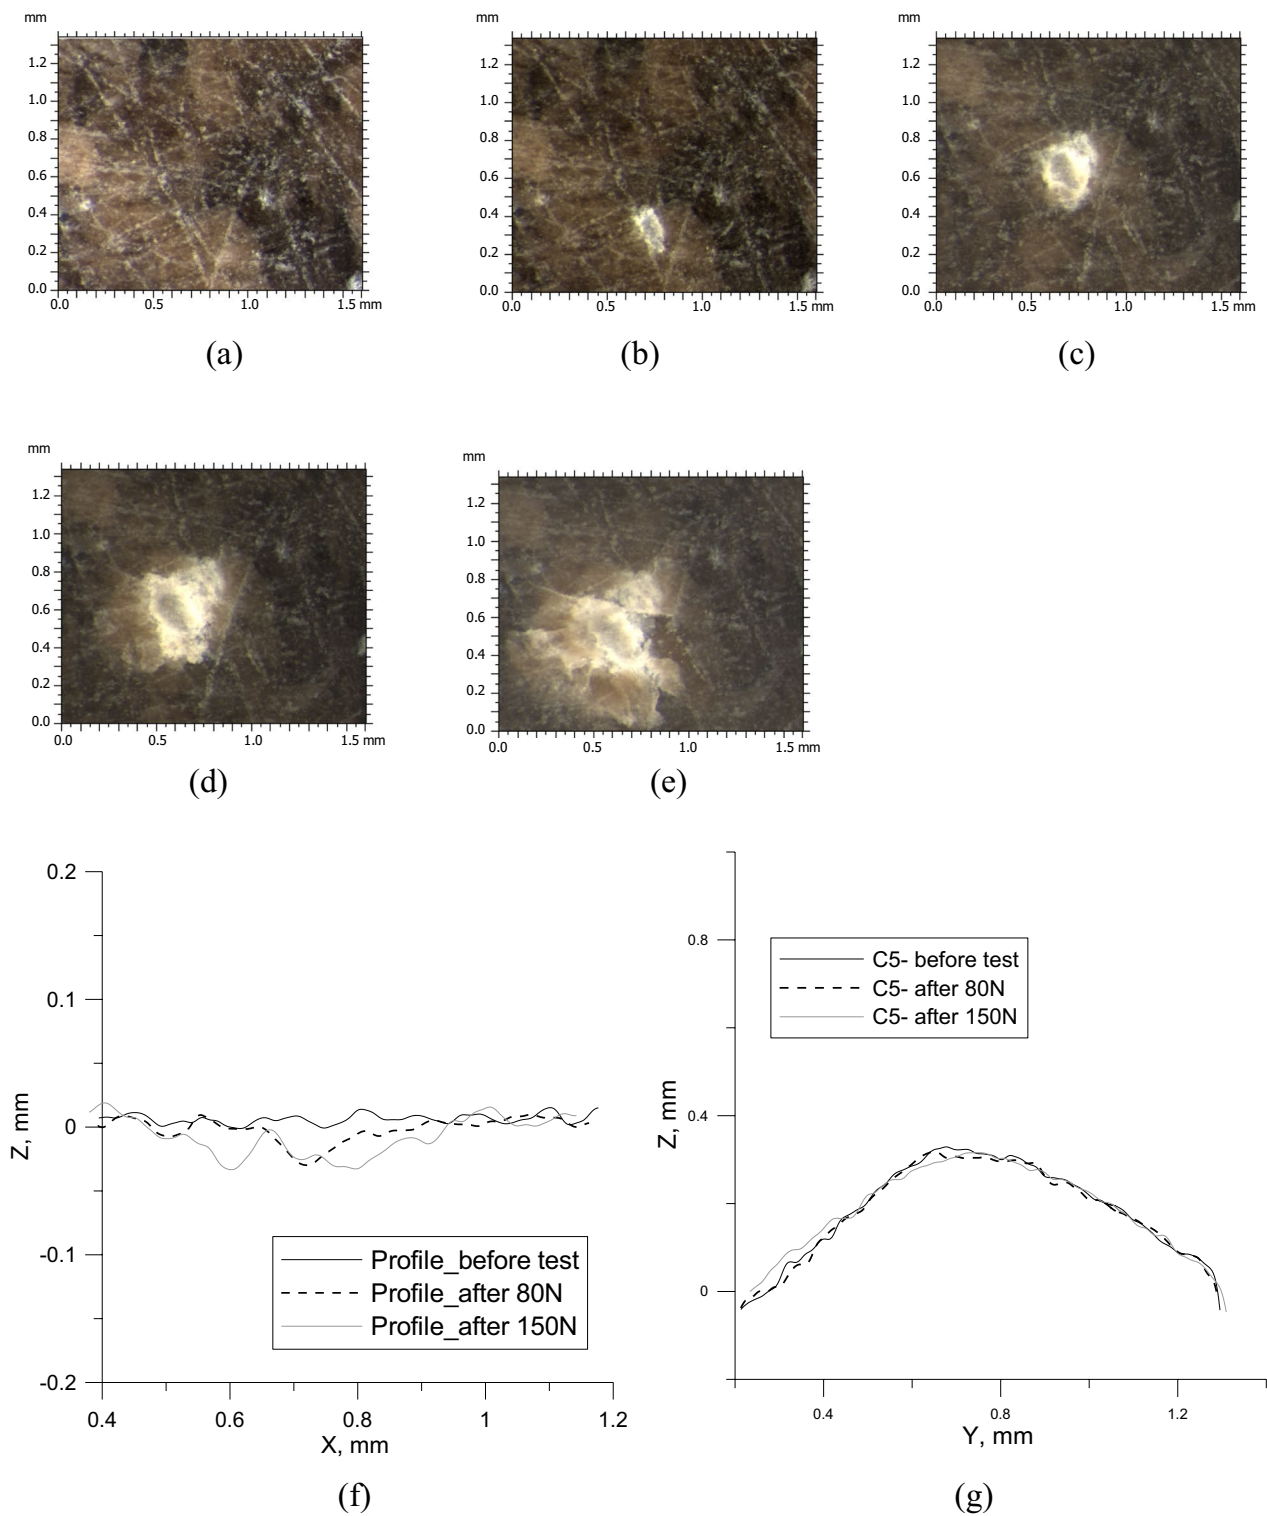 mm mm mm
1.2 1.2 1.2
1.0 1.0 1.0
0.8 0.8 0.8
0.6 0.6 0.6
0.4 0.4 0.4
0.2 0.2 0.2
0.0 0.0 0.0
0.0 0.5 1.0 1.5 mm 0.0 0.5 1.0 1.5 mm 0.0 0.5 1.0 1.5 mm
(a) (b) (c)
mm mm
1.2 1.2
1.0 1.0
0.8 0.8
0.6 0.6
0.4 0.4
0.2 0.2
0.0 0.0
0.0 0.5 1.0 1.5 mm 0.0 0.5 1.0 1.5 mm
(d) (e)
0.2
0.1
0
-0.1
-0.2
Z, mm
Profile_before test
Profile_after 80N
Profile_after 150N
0.4 0.6 0.8 1 1.2
X, mm
(f)
0.8
0.4
0
Z, mm
C5- before test
C5- after 80N
C5- after 150N
0.4 0.8 1.2
Y, mm
(g)